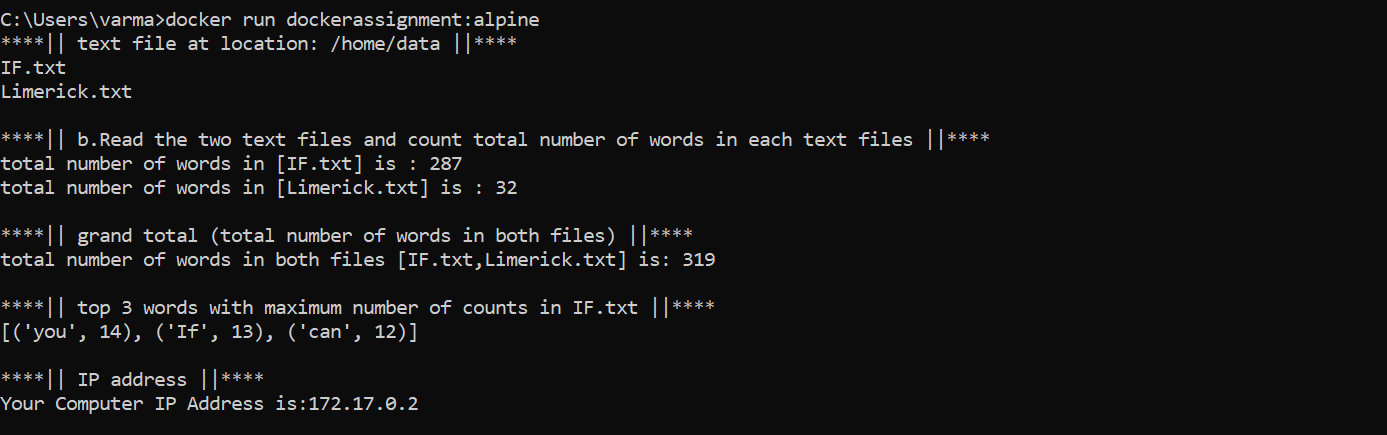 C:\Users\varma>docker run dockerassignment:alpine
****|| text file at location: /home/data ||****
IF.txt
Limerick.txt
****|| b.Read the two text files and count total number of words in each text files ||****
total number of words in [IF.txt] is : 287
total number of words in [Limerick.txt] is : 32
****|| grand total (total number of words in both files) ||****
total number of words in both files [IF.txt,Limerick.txt] is: 319
****|| top 3 words with maximum number of counts in IF.txt ||****
[('you', 14), ('If', 13), ('can', 12)]
****|| IP address ||****
Your Computer IP Address is:172.17.0.2